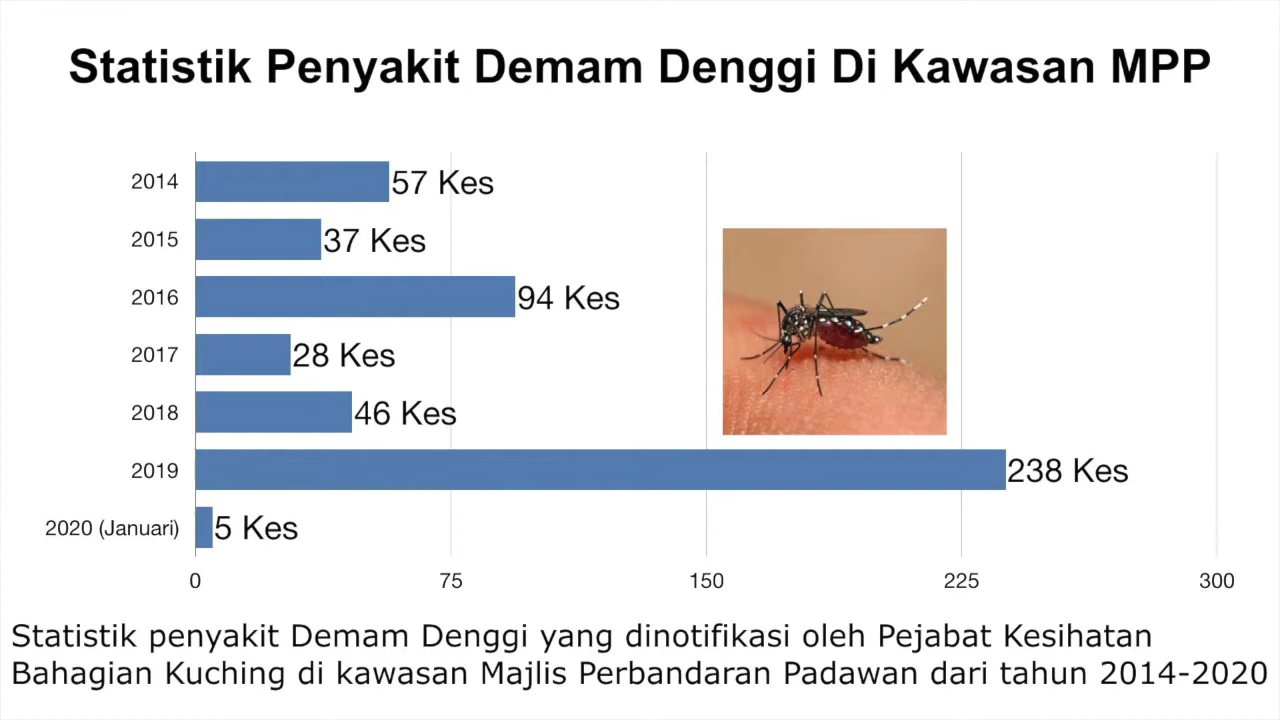 Statistik Penyakit Demam Denggi Di Kawasan MPP
2014 57 Kes
2015 37 Kes
2016 94 Kes
2017 28 Kes
2018 46 Kes
2019 238 Kes
2020 (Januari) 5 Kes
0 75 150 225 300
Statistik penyakit Demam Denggi yang dinotifikasi oleh Pejabat Kesihatan
Bahagian Kuching di kawasan Majlis Perbandaran Padawan dari tahun 2014-2020